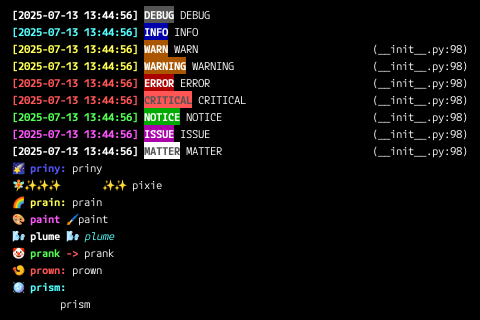 [2025-07-13 13:44:56] DEBUG DEBUG
[2025-07-13 13:44:56] INFO INFO
[2025-07-13 13:44:56] WARN WARN (__init__.py:98)
[2025-07-13 13:44:56] WARNING WARNING (__init__.py:98)
[2025-07-13 13:44:56] ERROR ERROR (__init__.py:98)
[2025-07-13 13:44:56] CRITICAL CRITICAL (__init__.py:98)
[2025-07-13 13:44:56] NOTICE NOTICE (__init__.py:98)
[2025-07-13 13:44:56] ISSUE ISSUE (__init__.py:98)
[2025-07-13 13:44:56] MATTER MATTER (__init__.py:98)
🌠 priny: priny
🧚✨✨✨ ✨✨ pixie
🌈 prain: prain
🎨 paint 🖌️paint
🌬️ plume 🌬️ plume
🤡 prank -> prank
🍤 prown: prown
🔮 prism:
prism